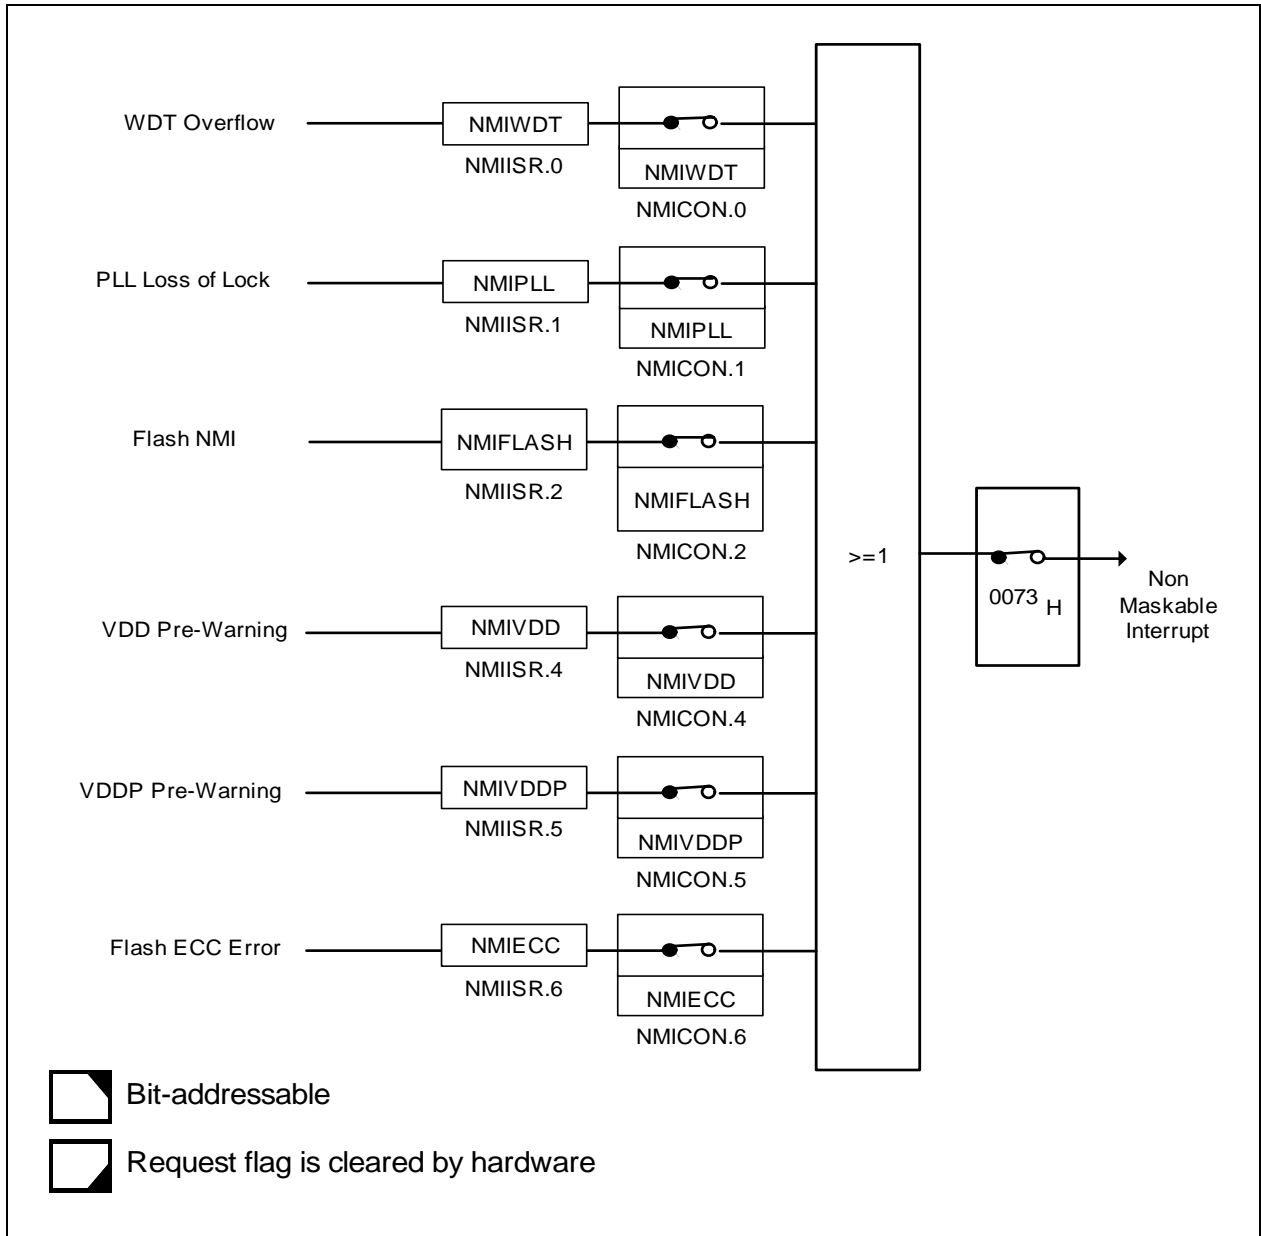 WDT Overflow
NMIWDT
NMIISR.0
NMIWDT
NMICON.0
PLL Loss of Lock
NMIPLL
NMIISR.1
NMIPLL
NMICON.1
Flash NMI
NMIFLASH
NMIISR.2
NMIFLASH
NMICON.2
VDD Pre-Warning
NMIVDD
NMIISR.4
NMIVDD
NMICON.4
VDDP Pre-Warning
NMIVDDP
NMIISR.5
NMIVDDP
NMICON.5
Flash ECC Error
NMIECC
NMIISR.6
NMIECC
NMICON.6
>=1
0073 H
Non
Maskable
Interrupt
Bit-addressable
Request flag is cleared by hardware